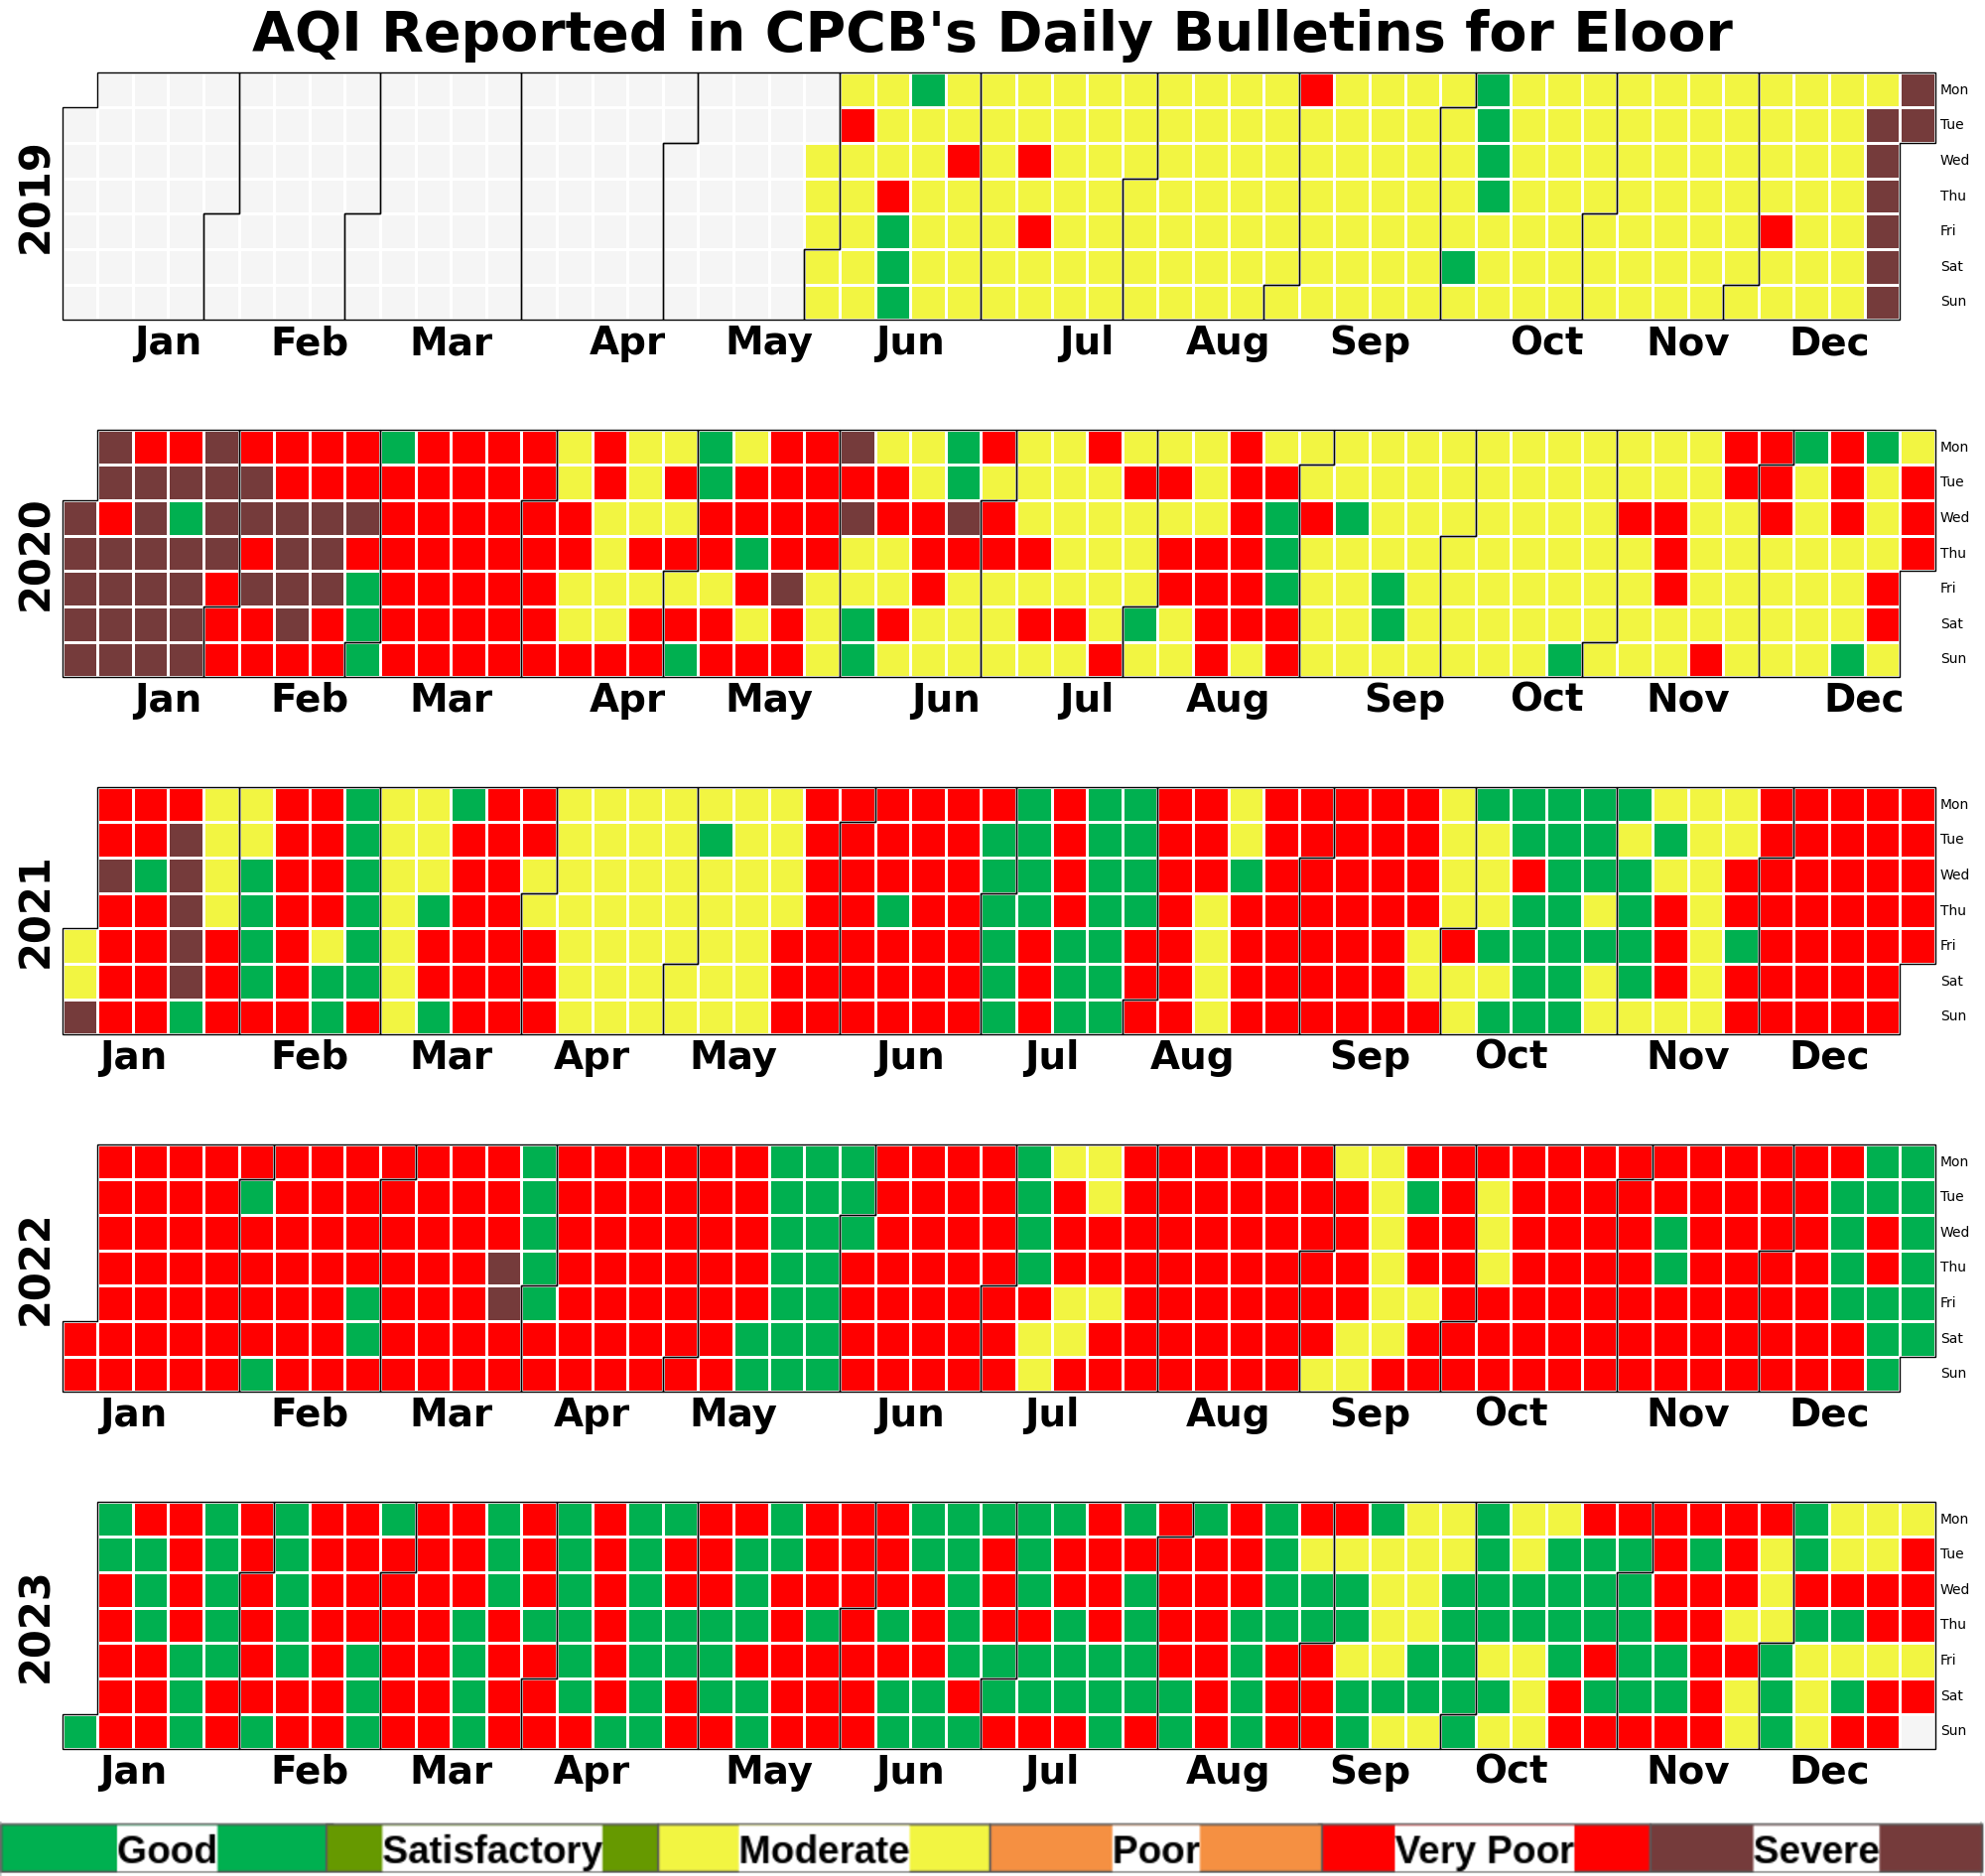 AQI Reported in CPCB's Daily Bulletins for Eloor
2019
Mon
Tue
Wed
Thu
Fri
Sat
Sun
Jan Feb Mar Apr May Jun Jul Aug Sep Oct Nov Dec
2020
Mon
Tue
Wed
Thu
Fri
Sat
Sun
Jan Feb Mar Apr May Jun Jul Aug Sep Oct Nov Dec
2021
Mon
Tue
Wed
Thu
Fri
Sat
Sun
Jan Feb Mar Apr May Jun Jul Aug Sep Oct Nov Dec
2022
Mon
Tue
Wed
Thu
Fri
Sat
Sun
Jan Feb Mar Apr May Jun Jul Aug Sep Oct Nov Dec
2023
Mon
Tue
Wed
Thu
Fri
Sat
Sun
Jan Feb Mar Apr May Jun Jul Aug Sep Oct Nov Dec
Good Satisfactory Moderate Poor Very Poor Severe